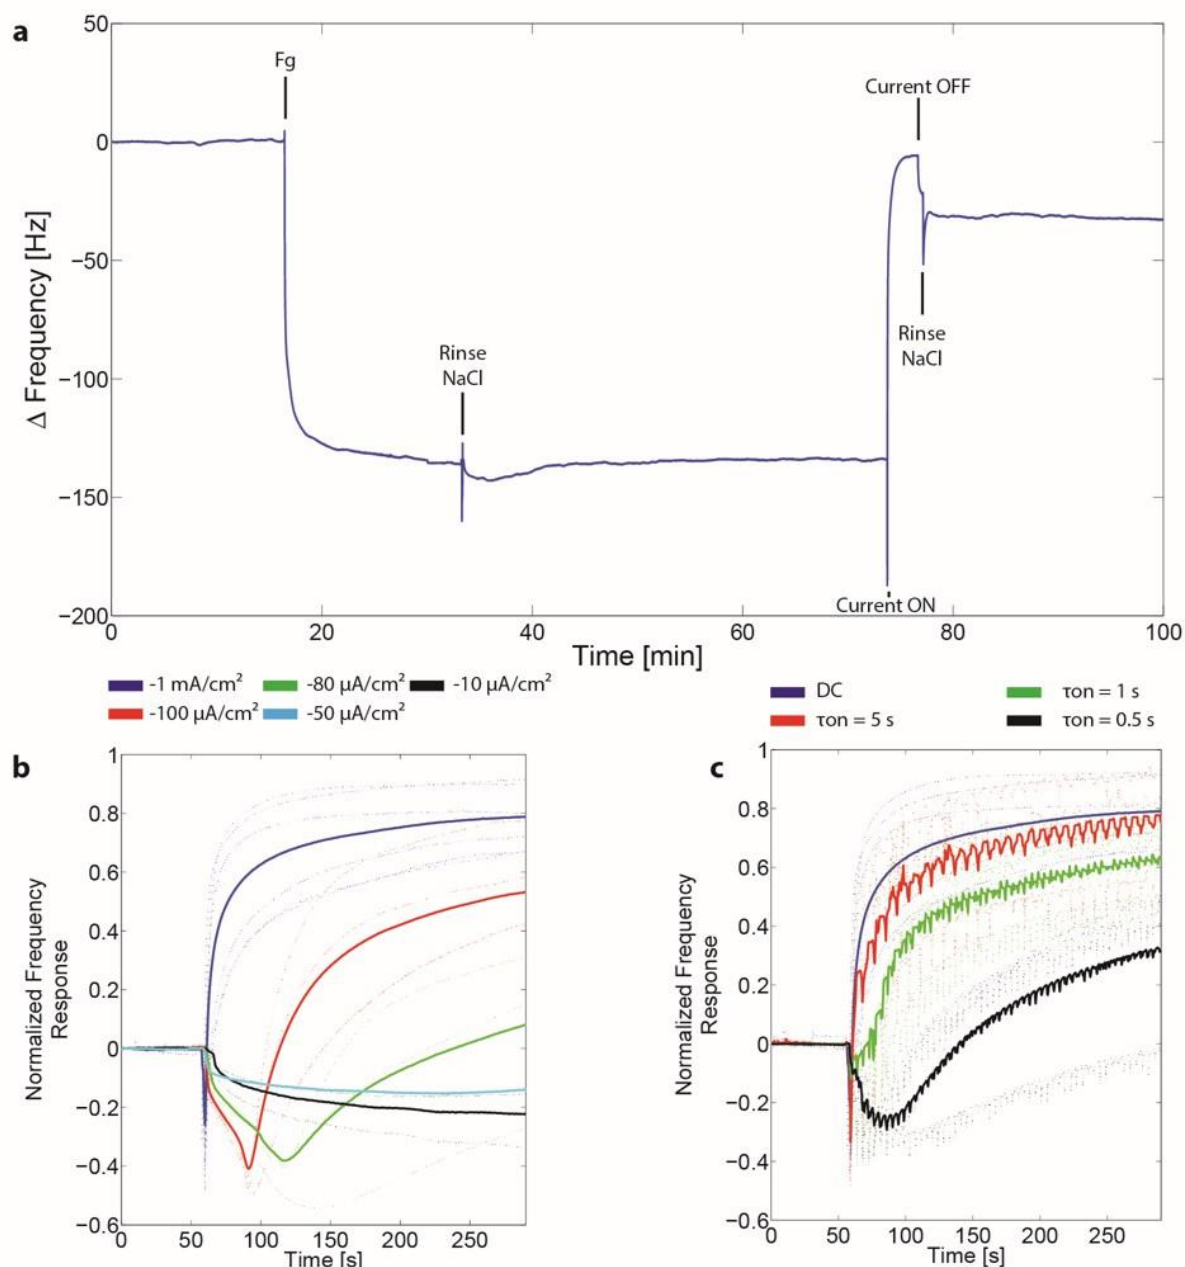 a
50
0
−50
−100
−150
−200
Δ Frequency [Hz]
Fg
Rinse
NaCl
Current OFF
Rinse
NaCl
Current ON
0 20 40 60 80 100
Time [min]
-1 mA/cm² -80 µA/cm² -10 µA/cm²
-100 µA/cm² -50 µA/cm²
DC τon = 1 s
τon = 5 s τon = 0.5 s
b
1
0.8
0.6
0.4
0.2
0
−0.2
−0.4
−0.6
Normalized Frequency
Response
0 50 100 150 200 250
Time [s]
c
1
0.8
0.6
0.4
0.2
0
−0.2
−0.4
−0.6
Normalized Frequency
Response
0 50 100 150 200 250
Time [s]